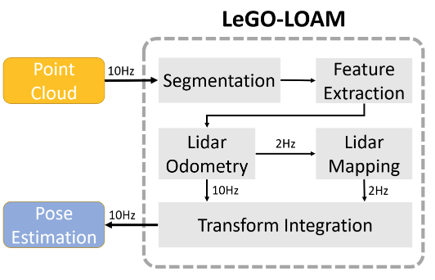 LeGO-LOAM
Point
Cloud
10Hz
Segmentation
Feature
Extraction
Lidar
Odometry
2Hz
Lidar
Mapping
10Hz
2Hz
Pose
Estimation
10Hz
Transform Integration